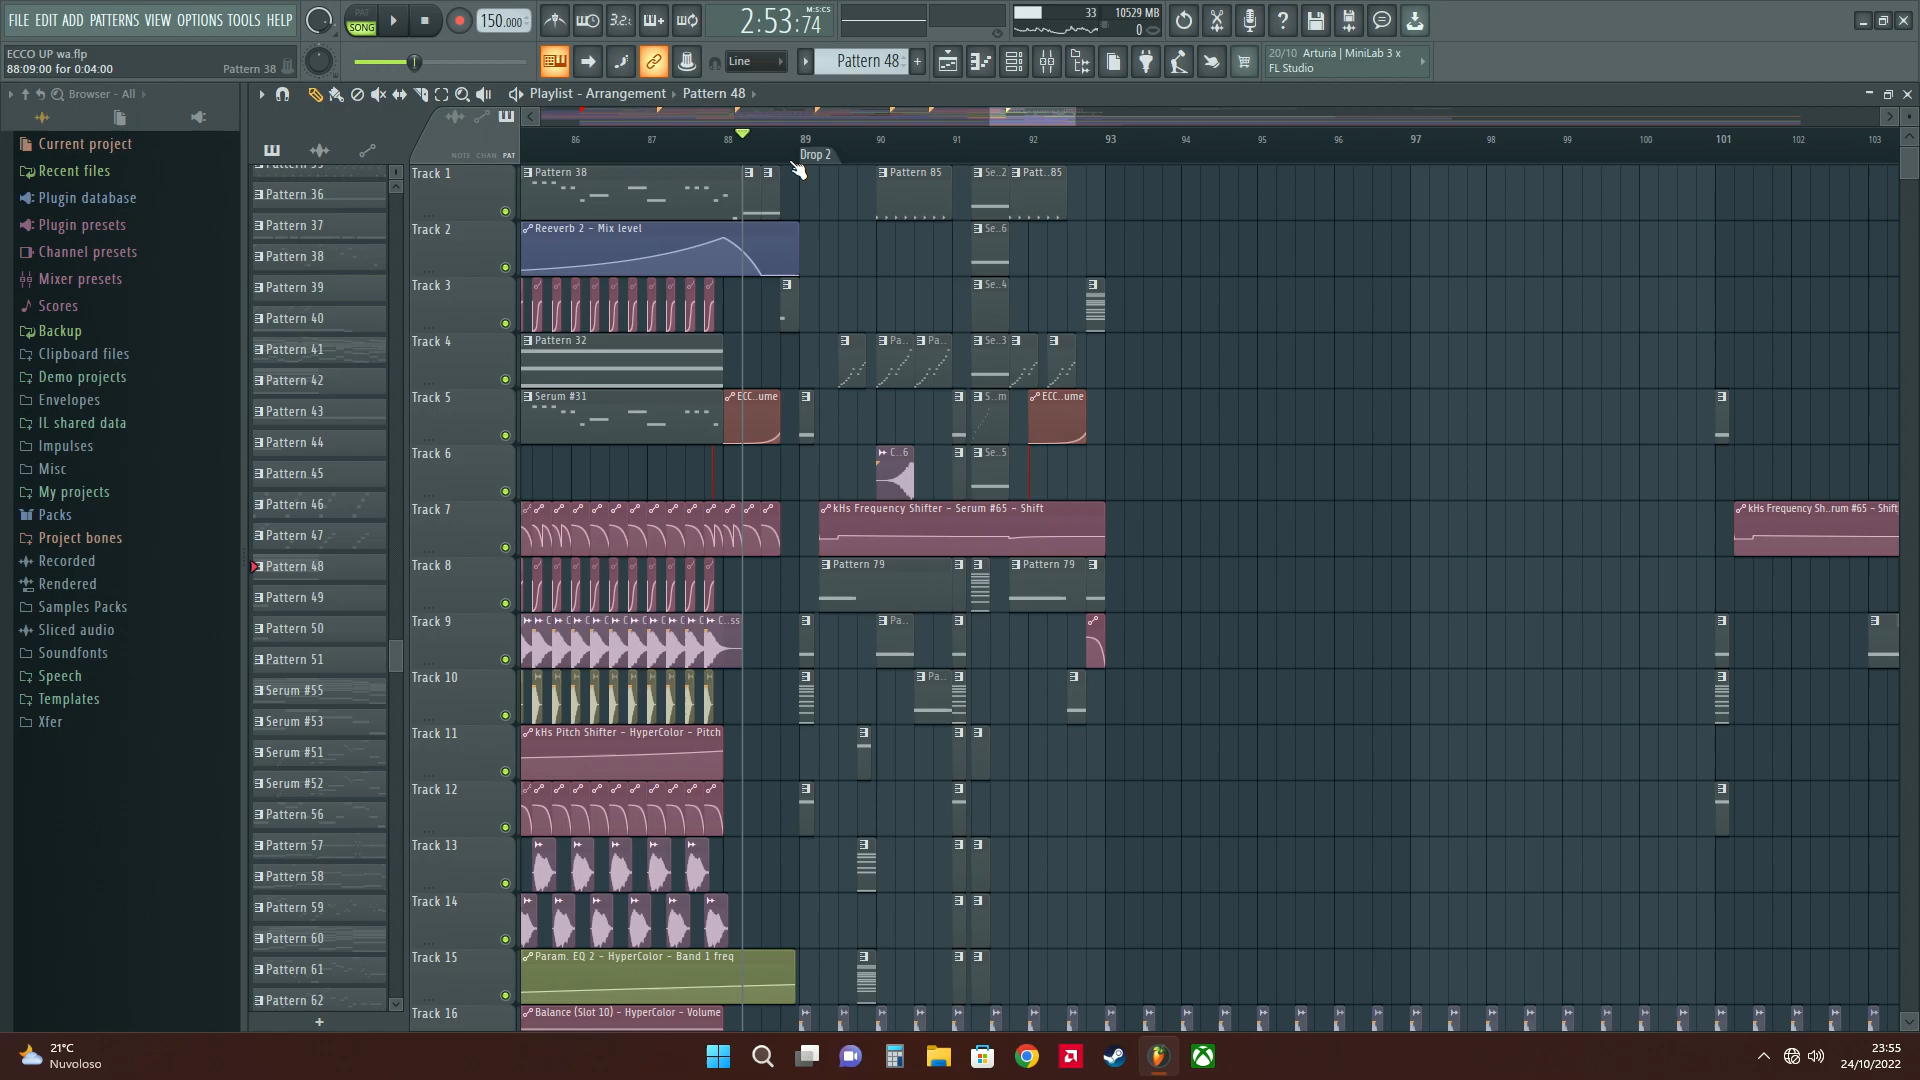 FILE EDIT ADD PATTERNS VIEW OPTIONS TOOLS HELP
PAT
SONG
150.000
3.2:
2:53:74
M:S:CS
33
10529 MB
0
ECCO UP wa.flp
88:09:00 for 0:04:00
Pattern 38
Line
Pattern 48
20/10 Arturia | MiniLab 3 x
FL Studio
Browser - All
Playlist - Arrangement
Pattern 48
NOTE CHAN PAT
86 87 88 89 90 91 92 93 94 95 96 97 98 99 100 101 102 103
Drop 2
Current project
Recent files
Plugin database
Plugin presets
Channel presets
Mixer presets
Scores
Backup
Clipboard files
Demo projects
Envelopes
IL shared data
Impulses
Misc
My projects
Packs
Project bones
Recorded
Rendered
Samples Packs
Sliced audio
Soundfonts
Speech
Templates
Xfer
Pattern 36
Pattern 37
Pattern 38
Pattern 39
Pattern 40
Pattern 41
Pattern 42
Pattern 43
Pattern 44
Pattern 45
Pattern 46
Pattern 47
Pattern 48
Pattern 49
Pattern 50
Pattern 51
Serum #55
Serum #53
Serum #51
Serum #52
Pattern 56
Pattern 57
Pattern 58
Pattern 59
Pattern 60
Pattern 61
Pattern 62
+
Track 1
Pattern 38
Pattern 85
Se..2
Patt..85
Track 2
Reeverb 2 - Mix level
Se..6
Track 3
Se..4
Track 4
Pattern 32
Pa..
Pa..
Se..3
Track 5
Serum #31
ECC..ume
S..m
ECC..ume
Track 6
C..6
Se..5
Track 7
kHs Frequency Shifter - Serum #65 - Shift
kHs Frequency Sh..rum #65 - Shift
Track 8
Pattern 79
Pattern 79
Track 9
C..ss
Pa..
Track 10
Pa..
Track 11
kHs Pitch Shifter - HyperColor - Pitch
Track 12
Track 13
Track 14
Track 15
Param. EQ 2 - HyperColor - Band 1 freq
Track 16
Balance (Slot 10) - HyperColor - Volume
21°C
Nuvoloso
23:55
24/10/2022